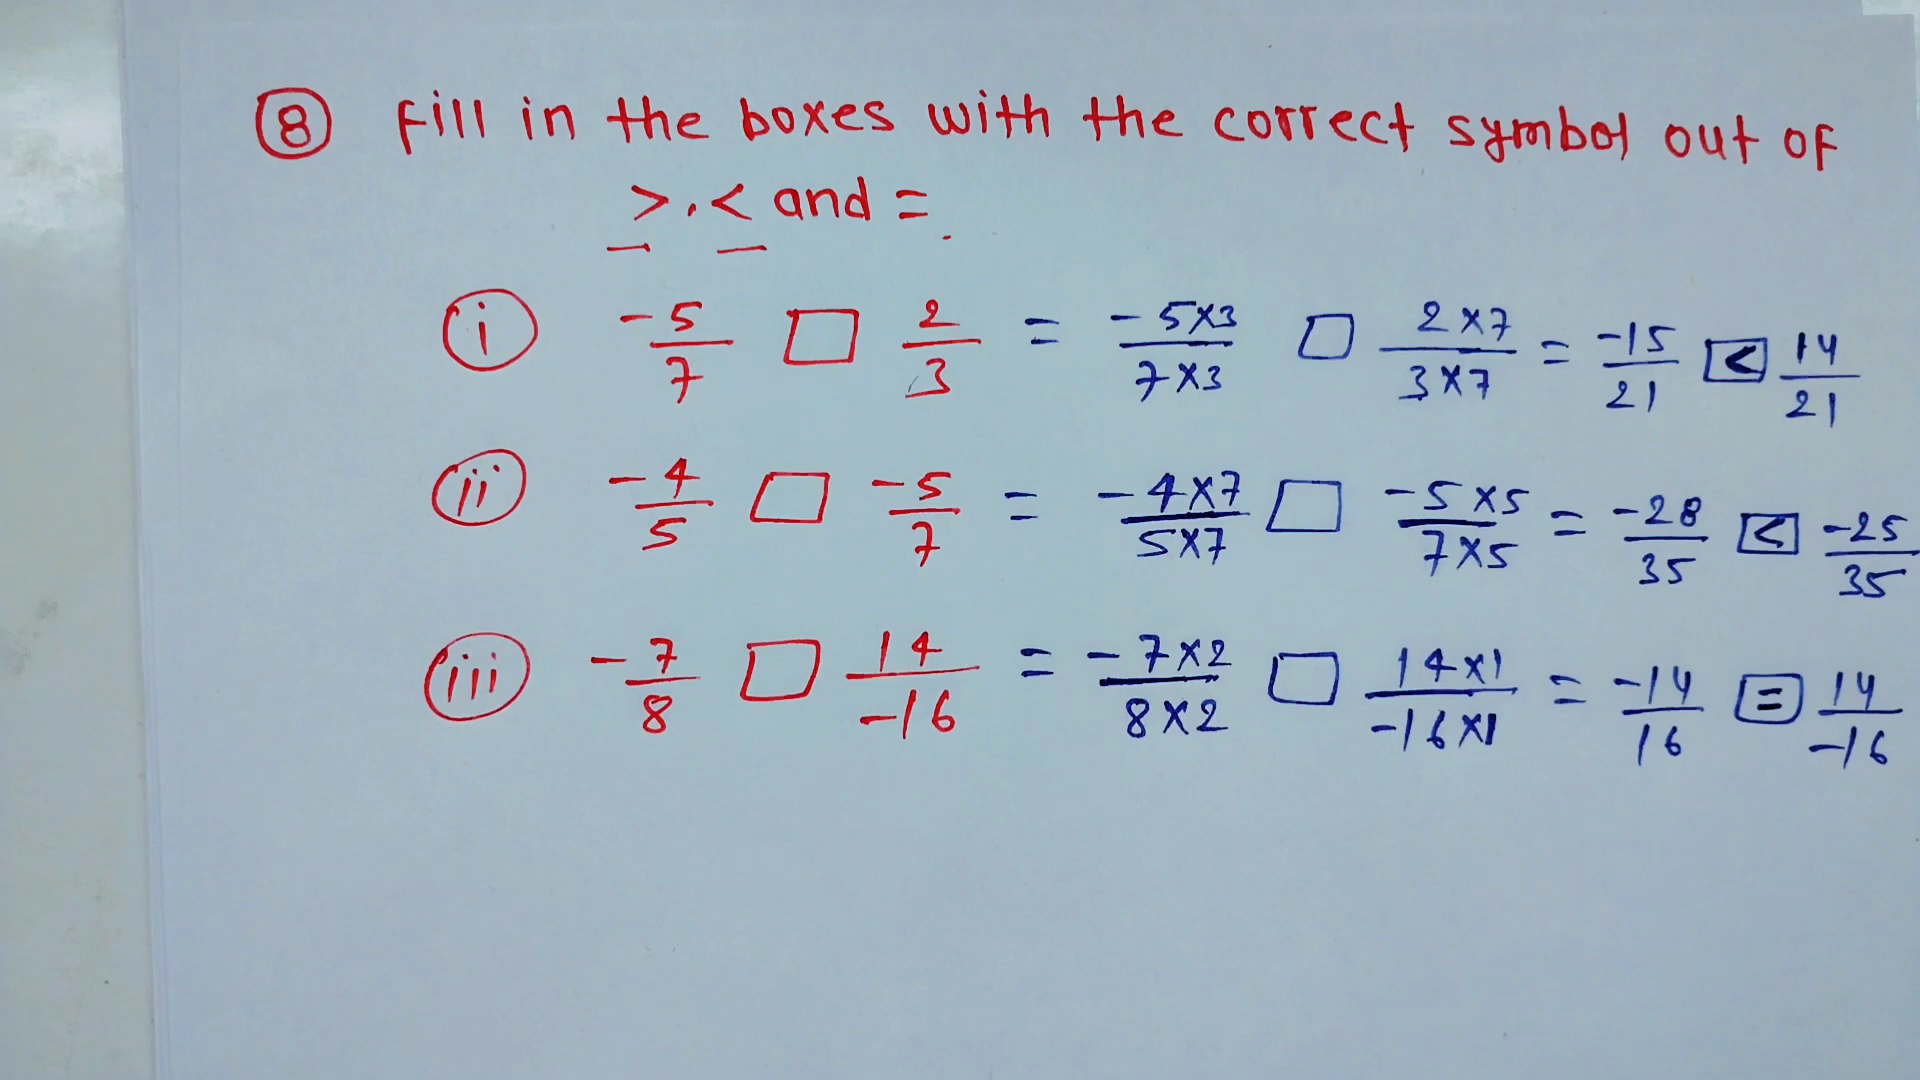 ⑧ Fill in the boxes with the correct symbol out of
>, < and =.
(i) -5/7 □ 2/3 = -5×3/7×3 □ 2×7/3×7 = -15/21 [<] 14/21
(ii) -4/5 □ -5/7 = -4×7/5×7 □ -5×5/7×5 = -28/35 [<] -25/35
(iii) -7/8 □ 14/-16 = -7×2/8×2 □ 14×1/-16×1 = -14/16 [=] 14/-16